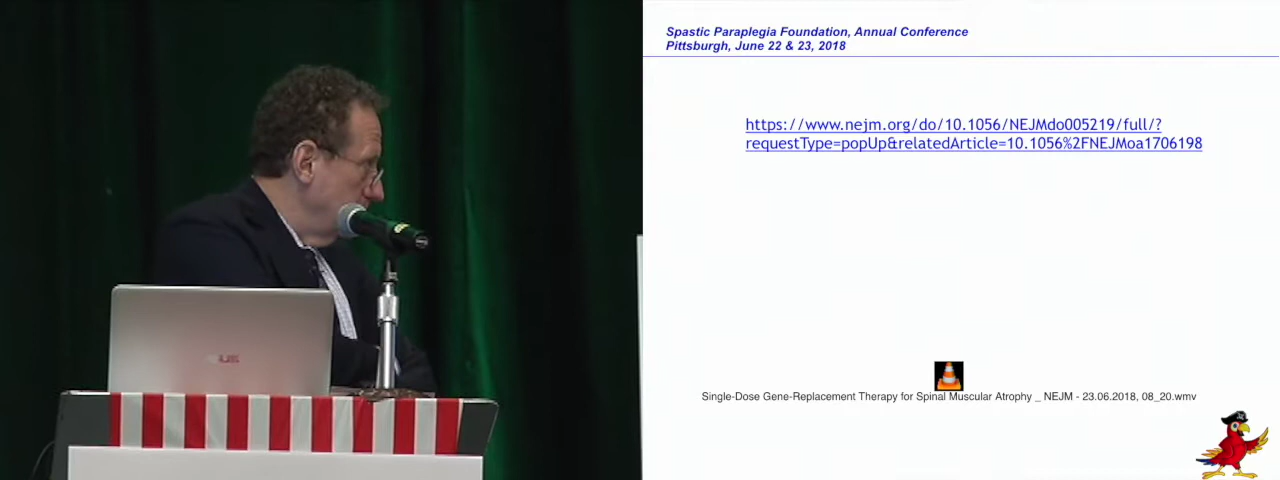 Spastic Paraplegia Foundation, Annual Conference
Pittsburgh, June 22 & 23, 2018
https://www.nejm.org/do/10.1056/NEJMdo005219/full/?
requestType=popUp&relatedArticle=10.1056%2FNEJMoa1706198
Single-Dose Gene-Replacement Therapy for Spinal Muscular Atrophy _ NEJM - 23.06.2018, 08_20.wmv